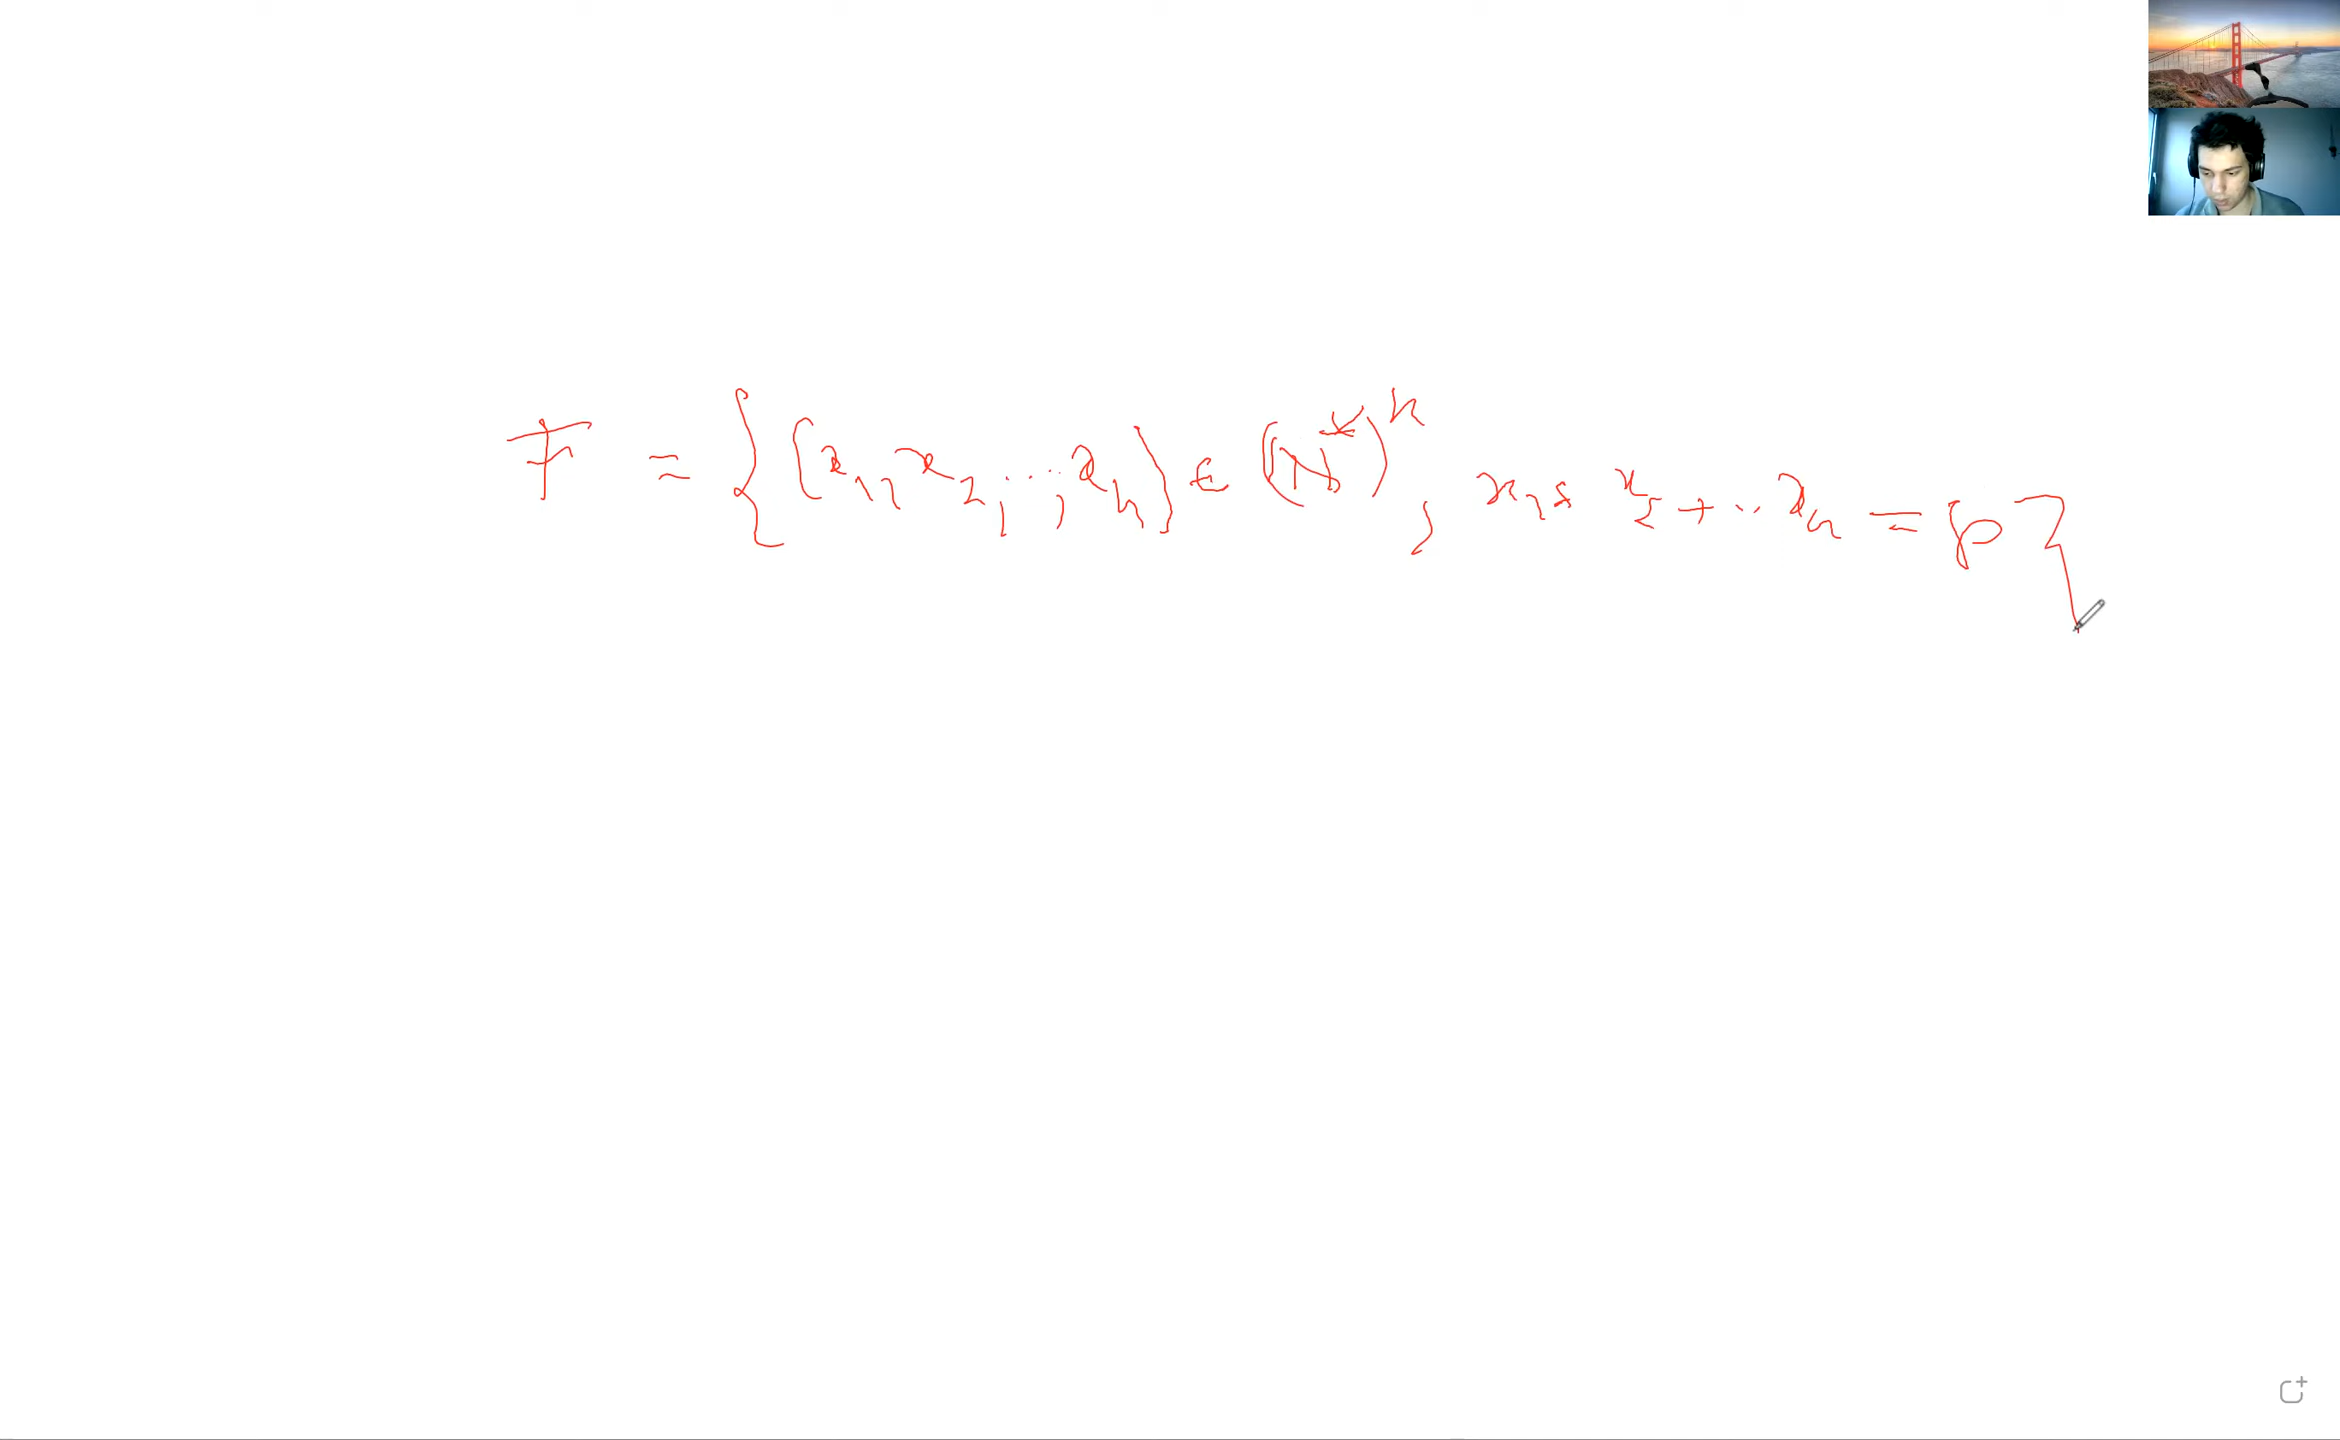 F = {(x₁, x₂, ..., xₙ) ∈ (ℕ*)ⁿ, x₁ + x₂ + .. xₙ = p}